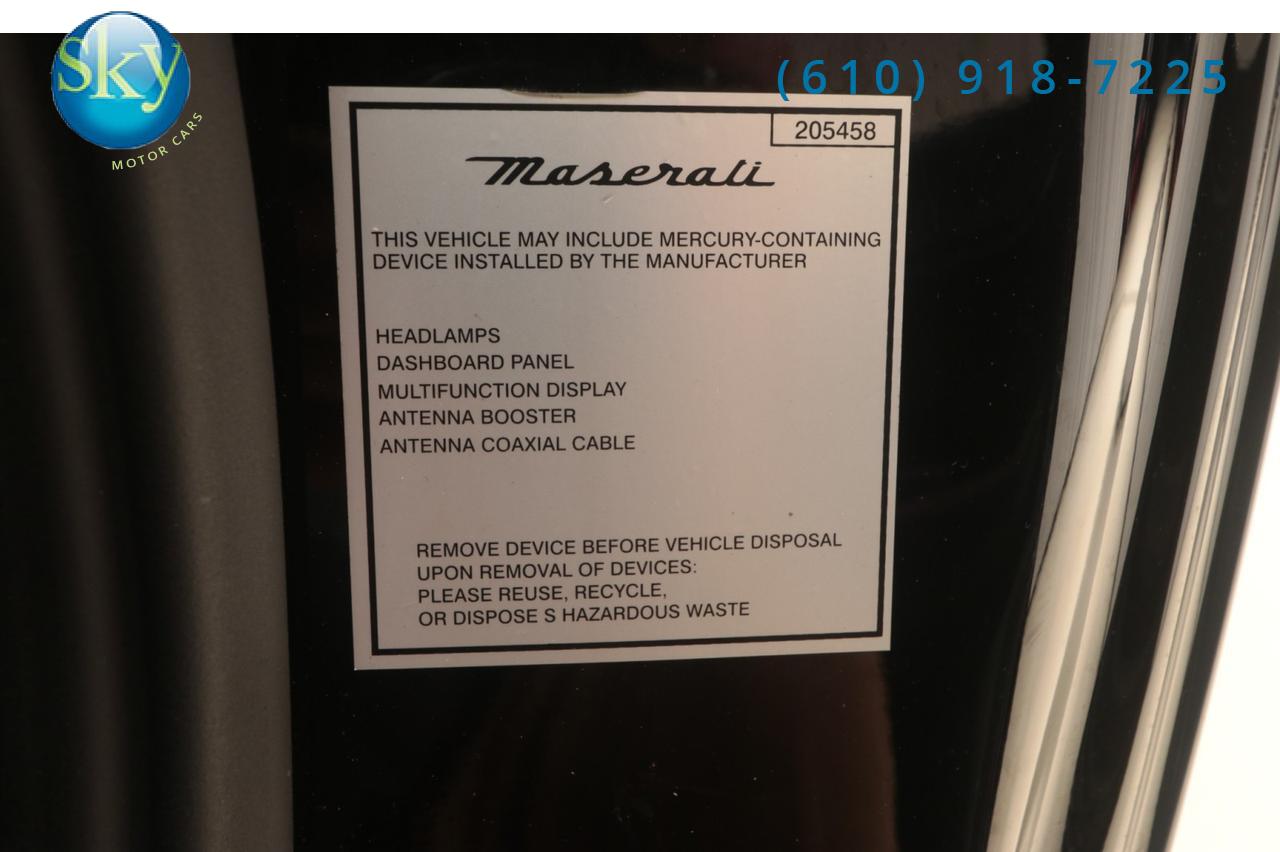 Sky
MOTOR CARS
(610) 918-7225
205458
Maserati
THIS VEHICLE MAY INCLUDE MERCURY-CONTAINING
DEVICE INSTALLED BY THE MANUFACTURER
HEADLAMPS
DASHBOARD PANEL
MULTIFUNCTION DISPLAY
ANTENNA BOOSTER
ANTENNA COAXIAL CABLE
REMOVE DEVICE BEFORE VEHICLE DISPOSAL
UPON REMOVAL OF DEVICES:
PLEASE REUSE, RECYCLE,
OR DISPOSE S HAZARDOUS WASTE